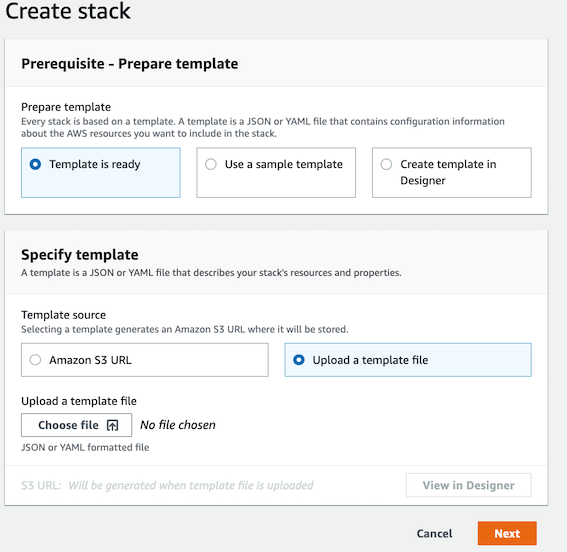 Create stack
Prerequisite - Prepare template
Prepare template
Every stack is based on a template. A template is a JSON or YAML file that contains configuration information
about the AWS resources you want to include in the stack.
Template is ready
Use a sample template
Create template in
Designer
Specify template
A template is a JSON or YAML file that describes your stack's resources and properties.
Template source
Selecting a template generates an Amazon S3 URL where it will be stored.
Amazon S3 URL
Upload a template file
Upload a template file
Choose file
No file chosen
JSON or YAML formatted file
S3 URL: Will be generated when template file is uploaded
View in Designer
Cancel
Next